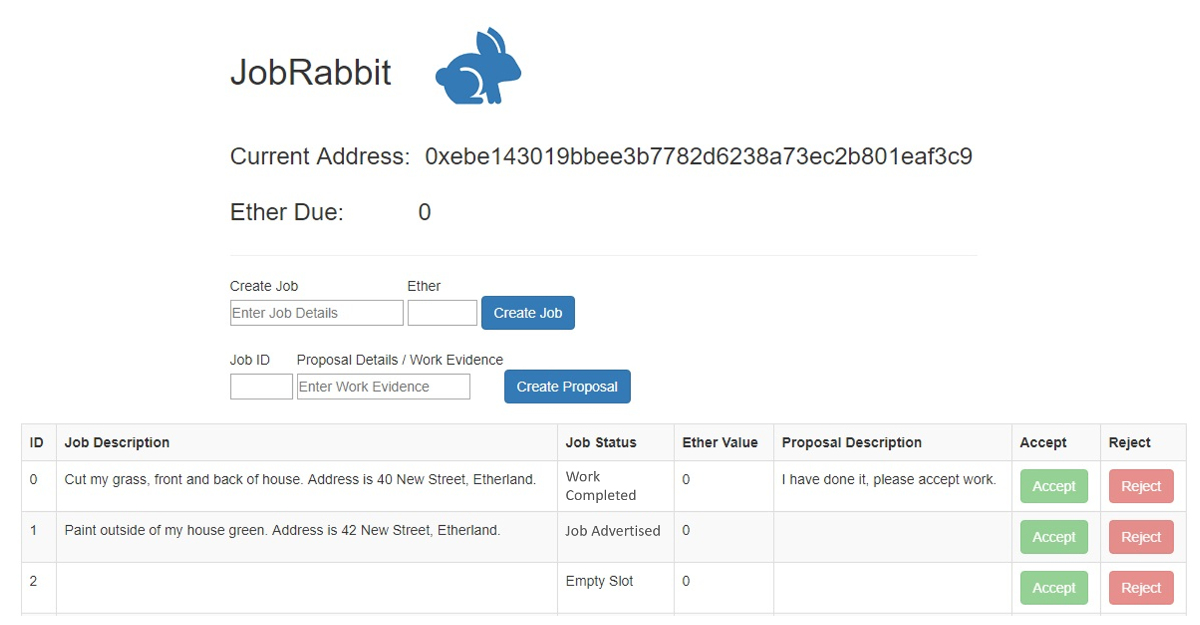 JobRabbit
Current Address: 0xebe143019bbee3b7782d6238a73ec2b801eaf3c9
Ether Due: 0
Create Job Ether
Enter Job Details Create Job
Job ID Proposal Details / Work Evidence
Enter Work Evidence Create Proposal
ID Job Description Job Status Ether Value Proposal Description Accept Reject
0 Cut my grass, front and back of house. Address is 40 New Street, Etherland. Work Completed 0 I have done it, please accept work. Accept Reject
1 Paint outside of my house green. Address is 42 New Street, Etherland. Job Advertised 0 Accept Reject
2 Empty Slot 0 Accept Reject